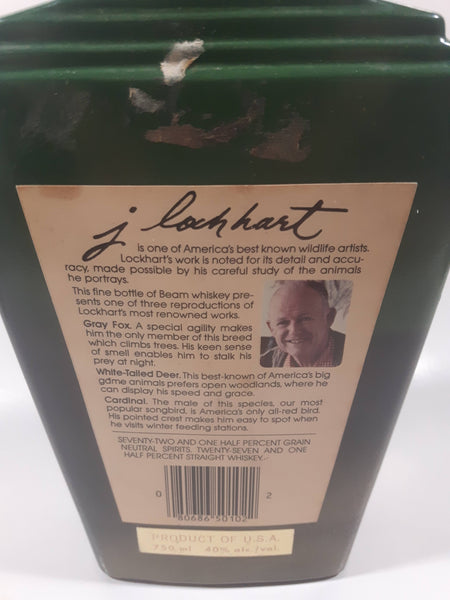 j lockhart
is one of America's best known wildlife artists.
Lockhart's work is noted for its detail and accu-
racy, made possible by his careful study of the animals
he portrays.
This fine bottle of Beam whiskey pre-
sents one of three reproductions of
Lockhart's most renowned works.
Gray Fox. A special agility makes
him the only member of this breed
which climbs trees. His keen sense
of smell enables him to stalk his
prey at night.
White-Tailed Deer. This best-known of America's big
game animals prefers open woodlands, where he
can display his speed and grace.
Cardinal. The male of this species, our most
popular songbird, is America's only all-red bird.
His pointed crest makes him easy to spot when
he visits winter feeding stations.
SEVENTY-TWO AND ONE HALF PERCENT GRAIN
NEUTRAL SPIRITS. TWENTY-SEVEN AND ONE
HALF PERCENT STRAIGHT WHISKEY.
0 80686 50102 2
PRODUCT OF U.S.A.
750 ml 40% alc./vol.